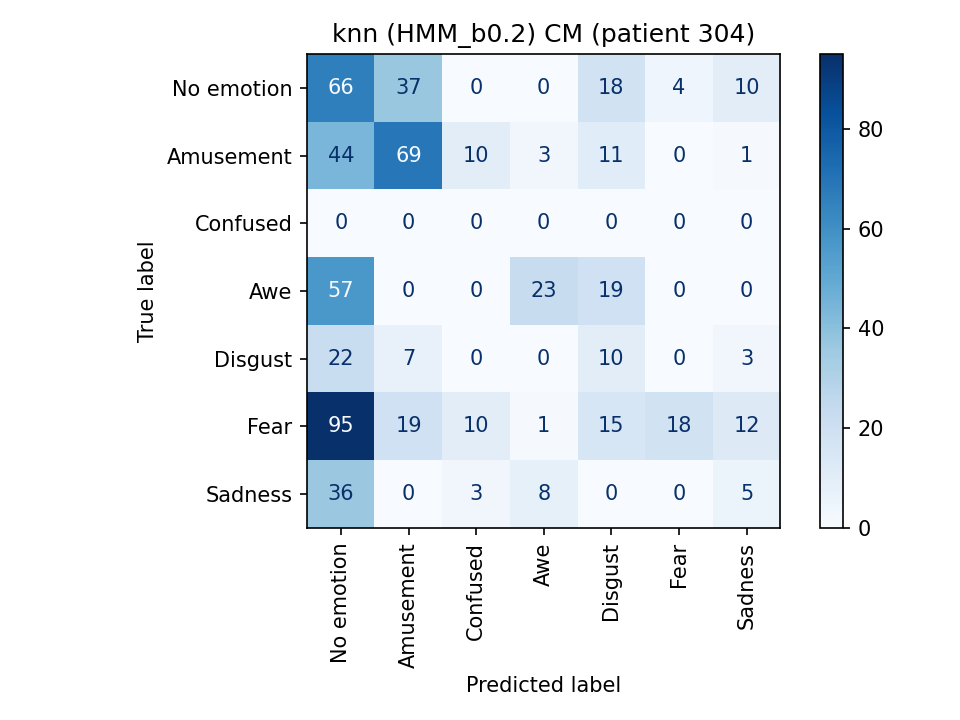 knn (HMM_b0.2) CM (patient 304)
No emotion 66 37 0 0 18 4 10
Amusement 44 69 10 3 11 0 1
Confused 0 0 0 0 0 0 0
Awe 57 0 0 23 19 0 0
Disgust 22 7 0 0 10 0 3
Fear 95 19 10 1 15 18 12
Sadness 36 0 3 8 0 0 5
True label
No emotion
Amusement
Confused
Awe
Disgust
Fear
Sadness
Predicted label
80
60
40
20
0